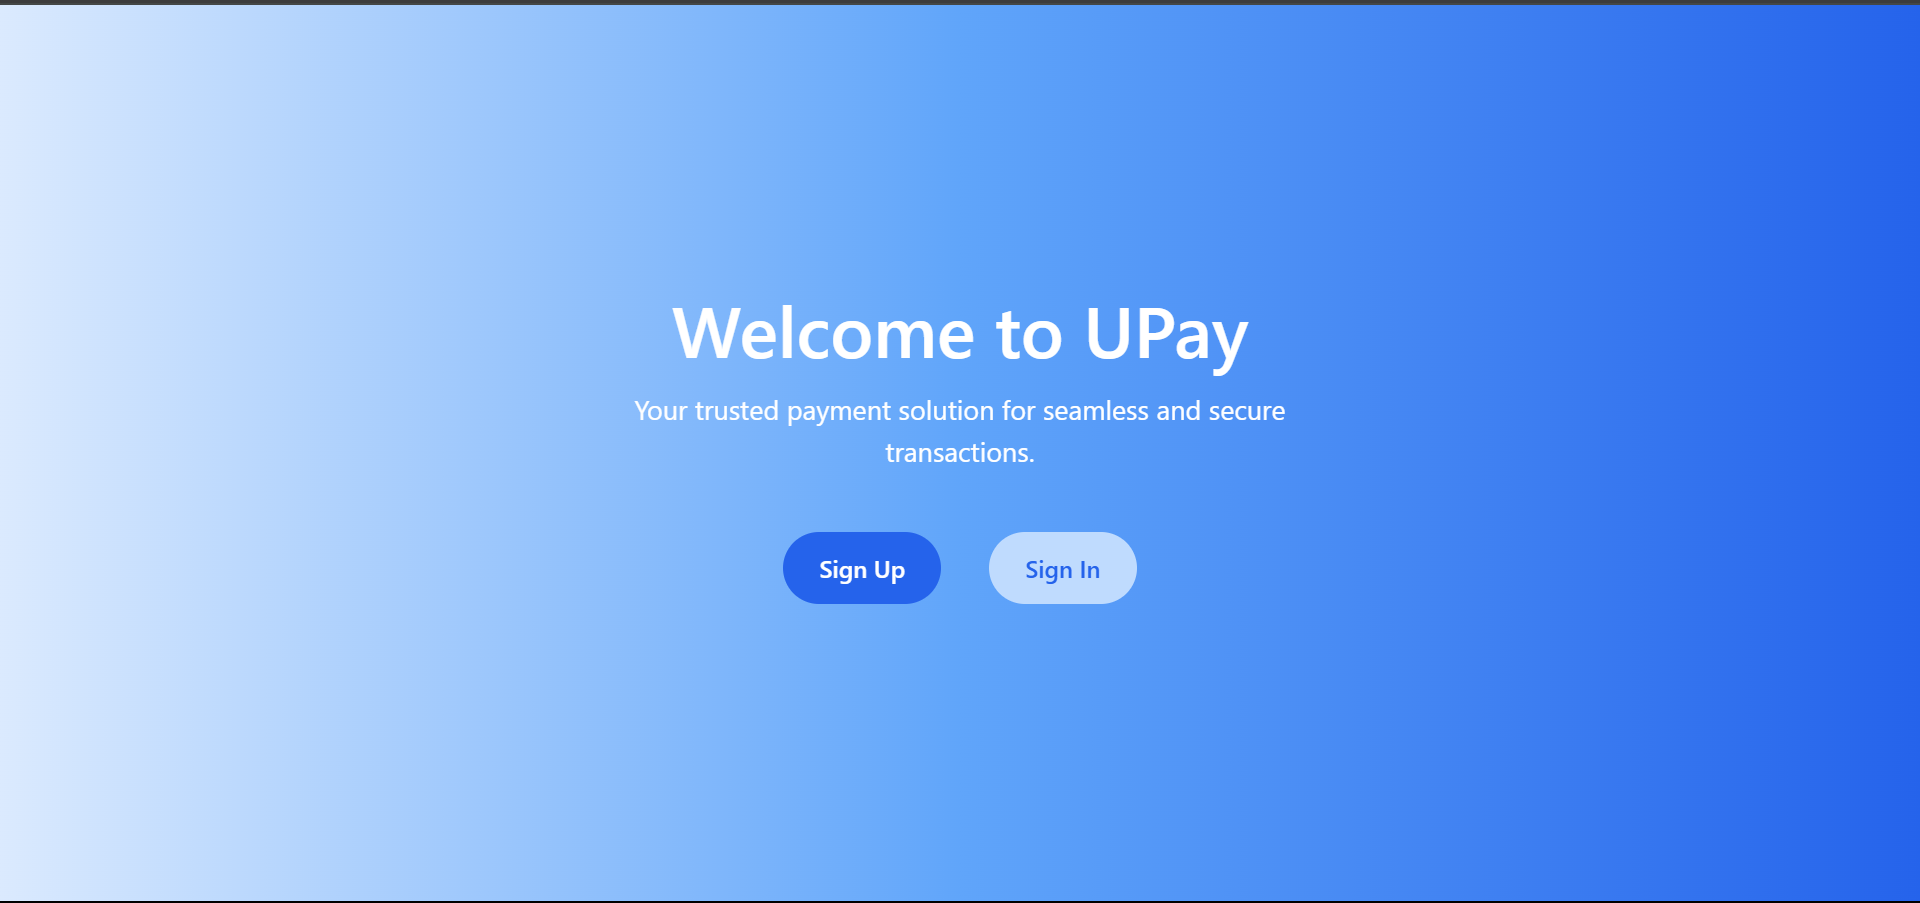 Welcome to UPay
Your trusted payment solution for seamless and secure
transactions.
Sign Up
Sign In